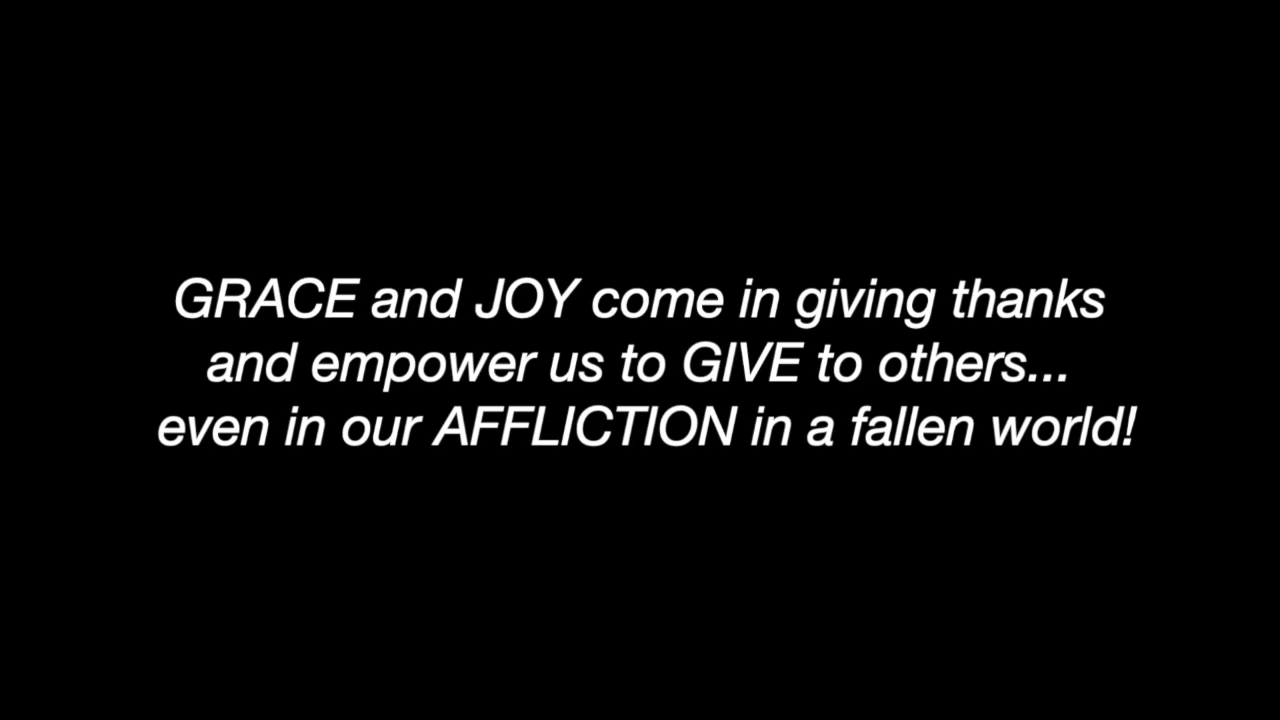 GRACE and JOY come in giving thanks
and empower us to GIVE to others...
even in our AFFLICTION in a fallen world!